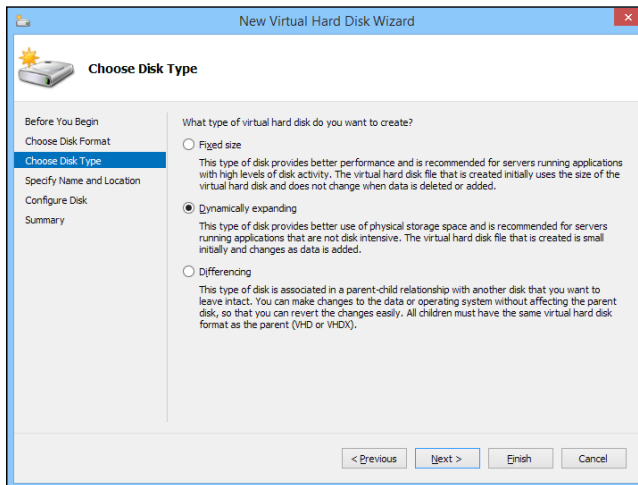 New Virtual Hard Disk Wizard
Choose Disk Type
Before You Begin
Choose Disk Format
Choose Disk Type
Specify Name and Location
Configure Disk
Summary
What type of virtual hard disk do you want to create?
Fixed size
This type of disk provides better performance and is recommended for servers running applications
with high levels of disk activity. The virtual hard disk file that is created initially uses the size of the
virtual hard disk and does not change when data is deleted or added.
Dynamically expanding
This type of disk provides better use of physical storage space and is recommended for servers
running applications that are not disk intensive. The virtual hard disk file that is created is small
initially and changes as data is added.
Differencing
This type of disk is associated in a parent-child relationship with another disk that you want to
leave intact. You can make changes to the data or operating system without affecting the parent
disk, so that you can revert the changes easily. All children must have the same virtual hard disk
format as the parent (VHD or VHDX).
< Previous
Next >
Finish
Cancel